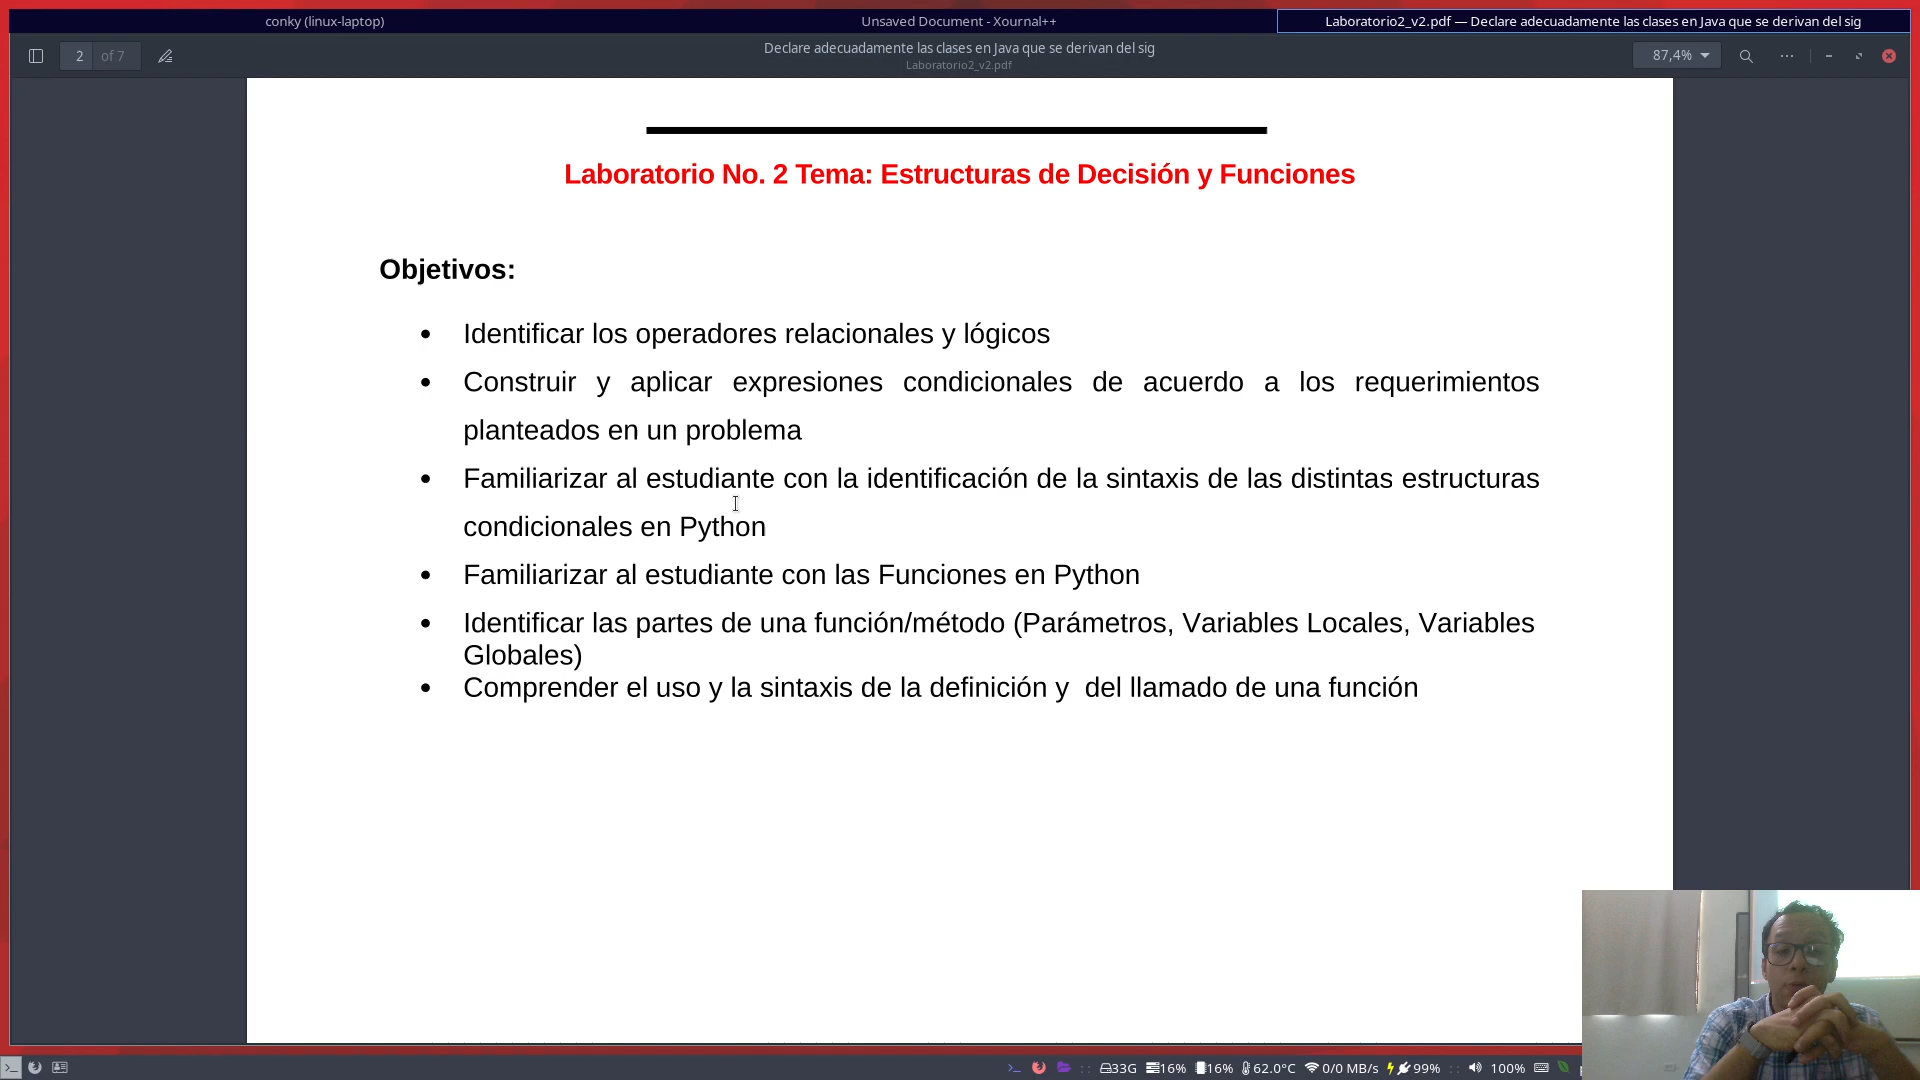 conky (linux-laptop)
Unsaved Document - Xournal++
Laboratorio2_v2.pdf — Declare adecuadamente las clases en Java que se derivan del sig
2 of 7
Declare adecuadamente las clases en Java que se derivan del sig
Laboratorio2_v2.pdf
87,4%
Laboratorio No. 2 Tema: Estructuras de Decisión y Funciones
Objetivos:
• Identificar los operadores relacionales y lógicos
• Construir y aplicar expresiones condicionales de acuerdo a los requerimientos
planteados en un problema
• Familiarizar al estudiante con la identificación de la sintaxis de las distintas estructuras
condicionales en Python
• Familiarizar al estudiante con las Funciones en Python
• Identificar las partes de una función/método (Parámetros, Variables Locales, Variables
Globales)
• Comprender el uso y la sintaxis de la definición y  del llamado de una función
33G 16% 16% 62.0°C 0/0 MB/s 99% 100%